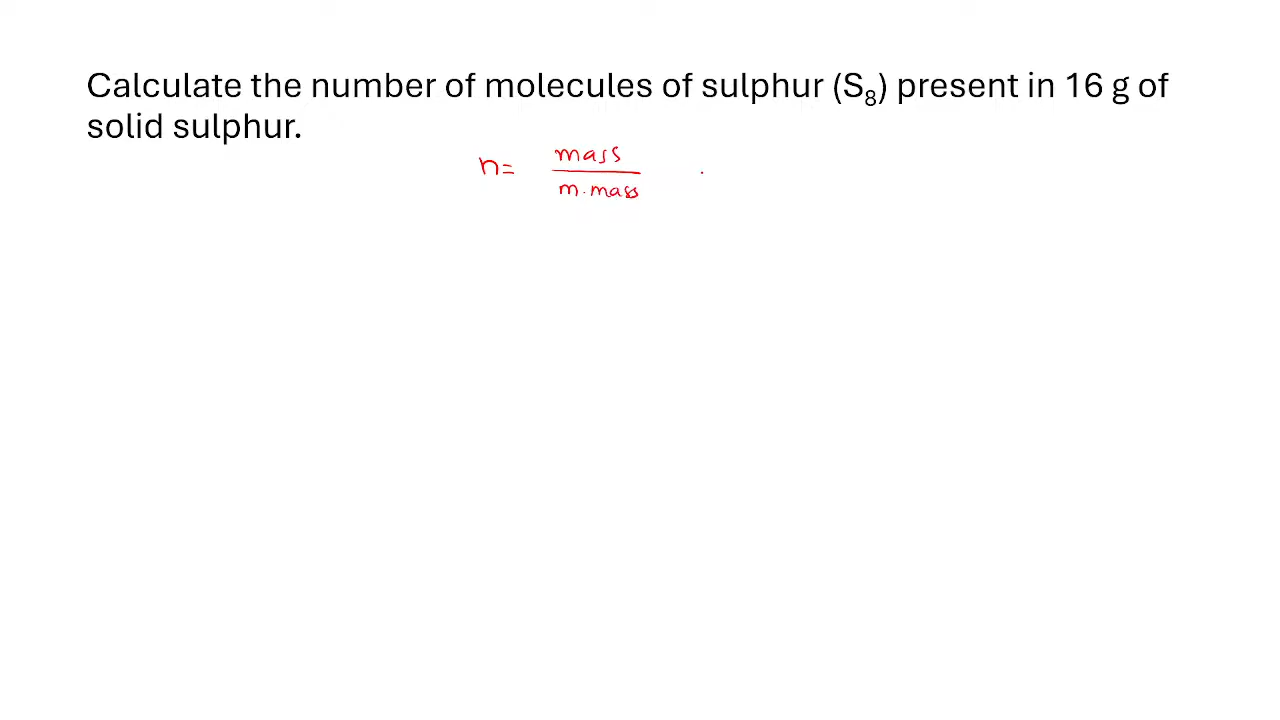 Calculate the number of molecules of sulphur (S₈) present in 16 g of
solid sulphur.
n = mass
m. mass